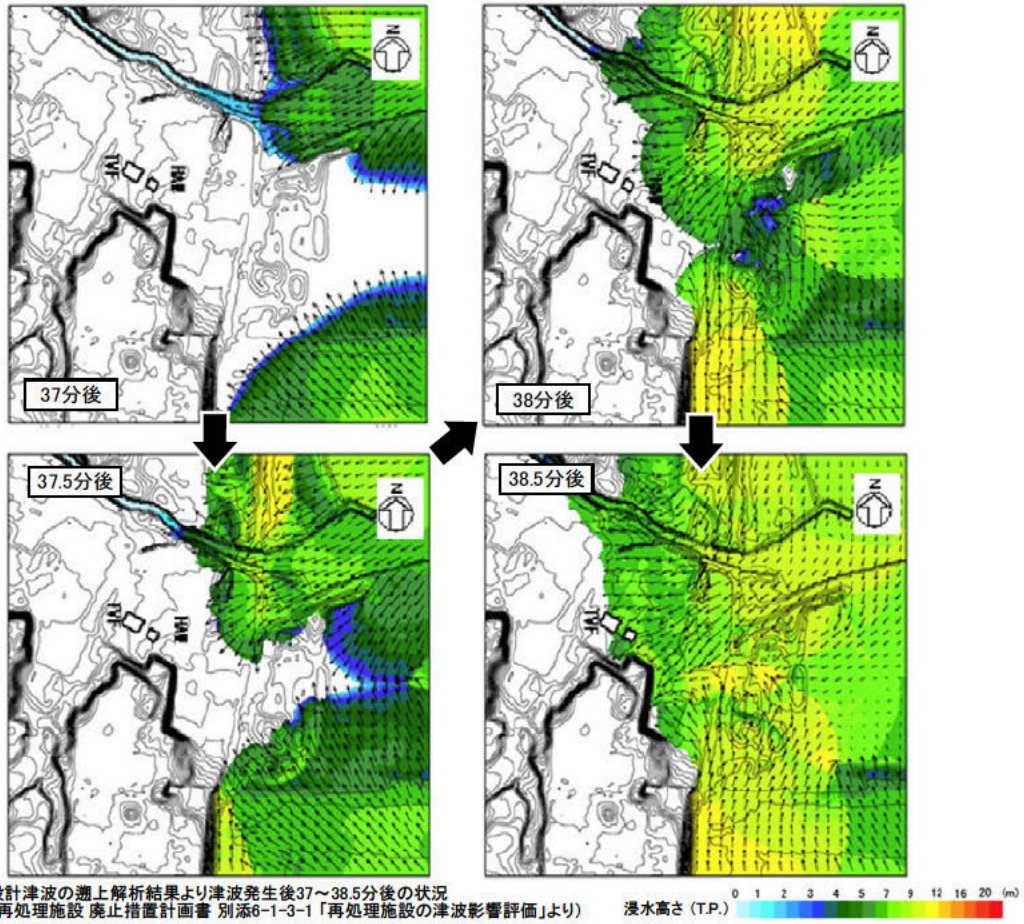 N
37分後
TVF
HAW
N
38分後
TVF
37.5分後
N
TVF
HAW
38.5分後
N
TVF
計津波の遡上解析結果より津波発生後37～38.5分後の状況
再処理施設 廃止措置計画書 別添6-1-3-1「再処理施設の津波影響評価」より)
浸水高さ (T.P.)
0 1 2 3 4 5 7 9 12 16 20 (m)